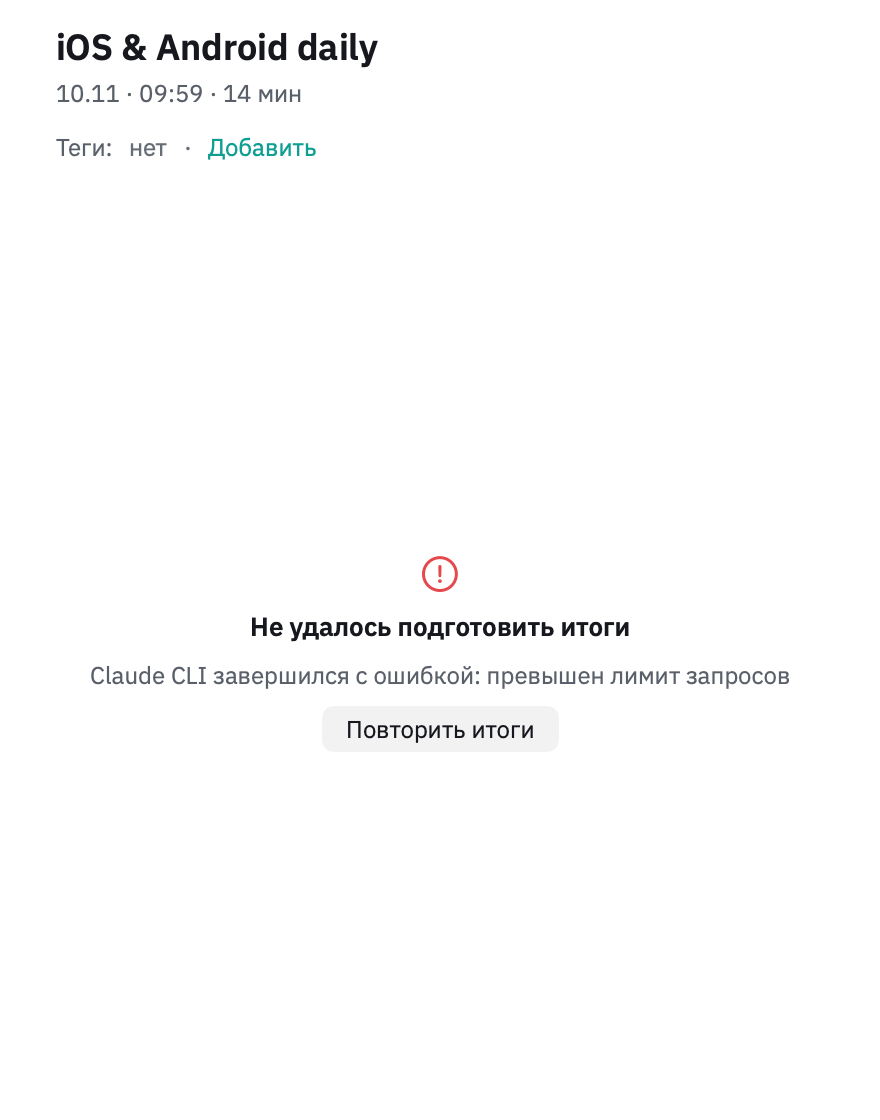 iOS & Android daily
10.11 · 09:59 · 14 мин
Теги: нет · Добавить
Не удалось подготовить итоги
Claude CLI завершился с ошибкой: превышен лимит запросов
Повторить итоги